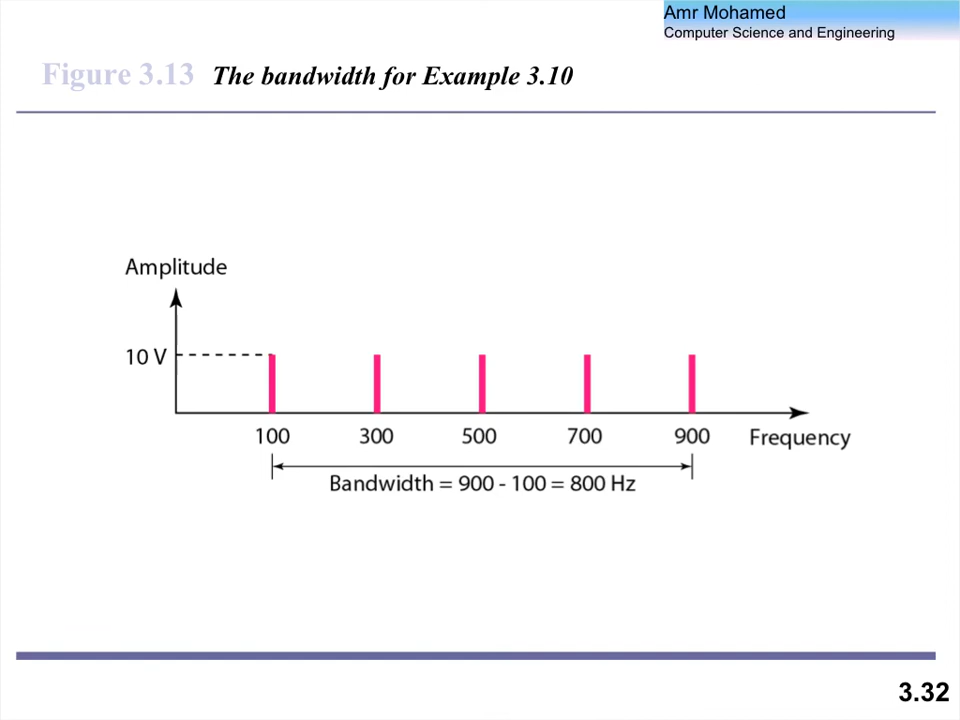 Amr Mohamed
Computer Science and Engineering
Figure 3.13 The bandwidth for Example 3.10
Amplitude
10 V
100 300 500 700 900 Frequency
Bandwidth = 900 - 100 = 800 Hz
3.32